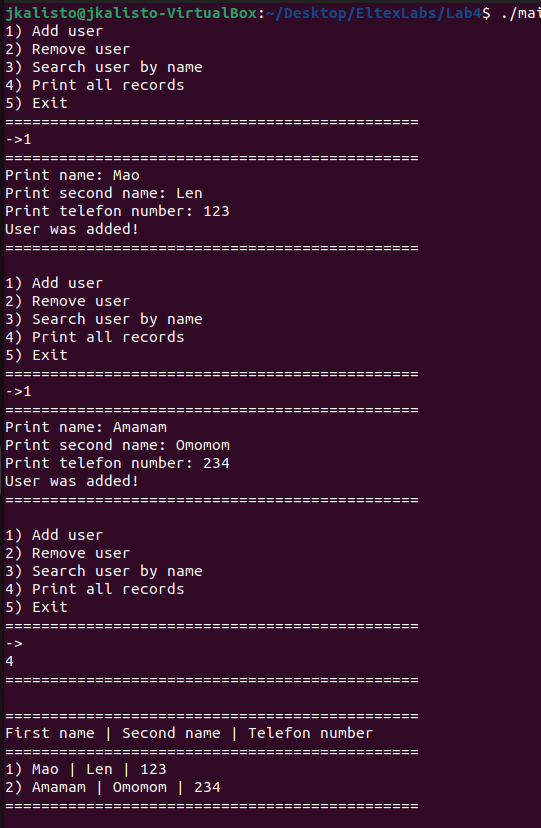 jkalisto@jkalisto-VirtualBox:~/Desktop/EltexLabs/Lab4$ ./mai
1) Add user
2) Remove user
3) Search user by name
4) Print all records
5) Exit
==============================================
->1
==============================================
Print name: Mao
Print second name: Len
Print telefon number: 123
User was added!
==============================================

1) Add user
2) Remove user
3) Search user by name
4) Print all records
5) Exit
==============================================
->1
==============================================
Print name: Amamam
Print second name: Omomom
Print telefon number: 234
User was added!
==============================================

1) Add user
2) Remove user
3) Search user by name
4) Print all records
5) Exit
==============================================
->
4
==============================================

==============================================
First name | Second name | Telefon number
==============================================
1) Mao | Len | 123
2) Amamam | Omomom | 234
==============================================